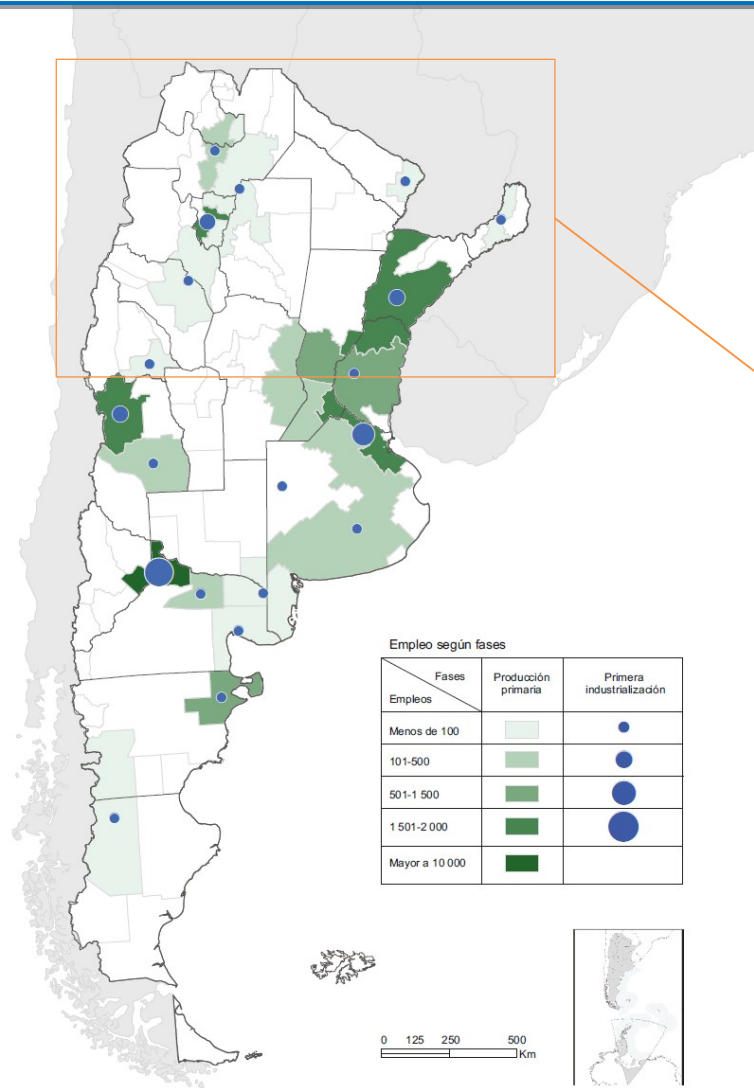 Empleo según fases
Fases
Empleos
Producción
primaria
Primera
industrialización
Menos de 100
101-500
501-1 500
1 501-2 000
Mayor a 10 000
0 125 250 500
Km